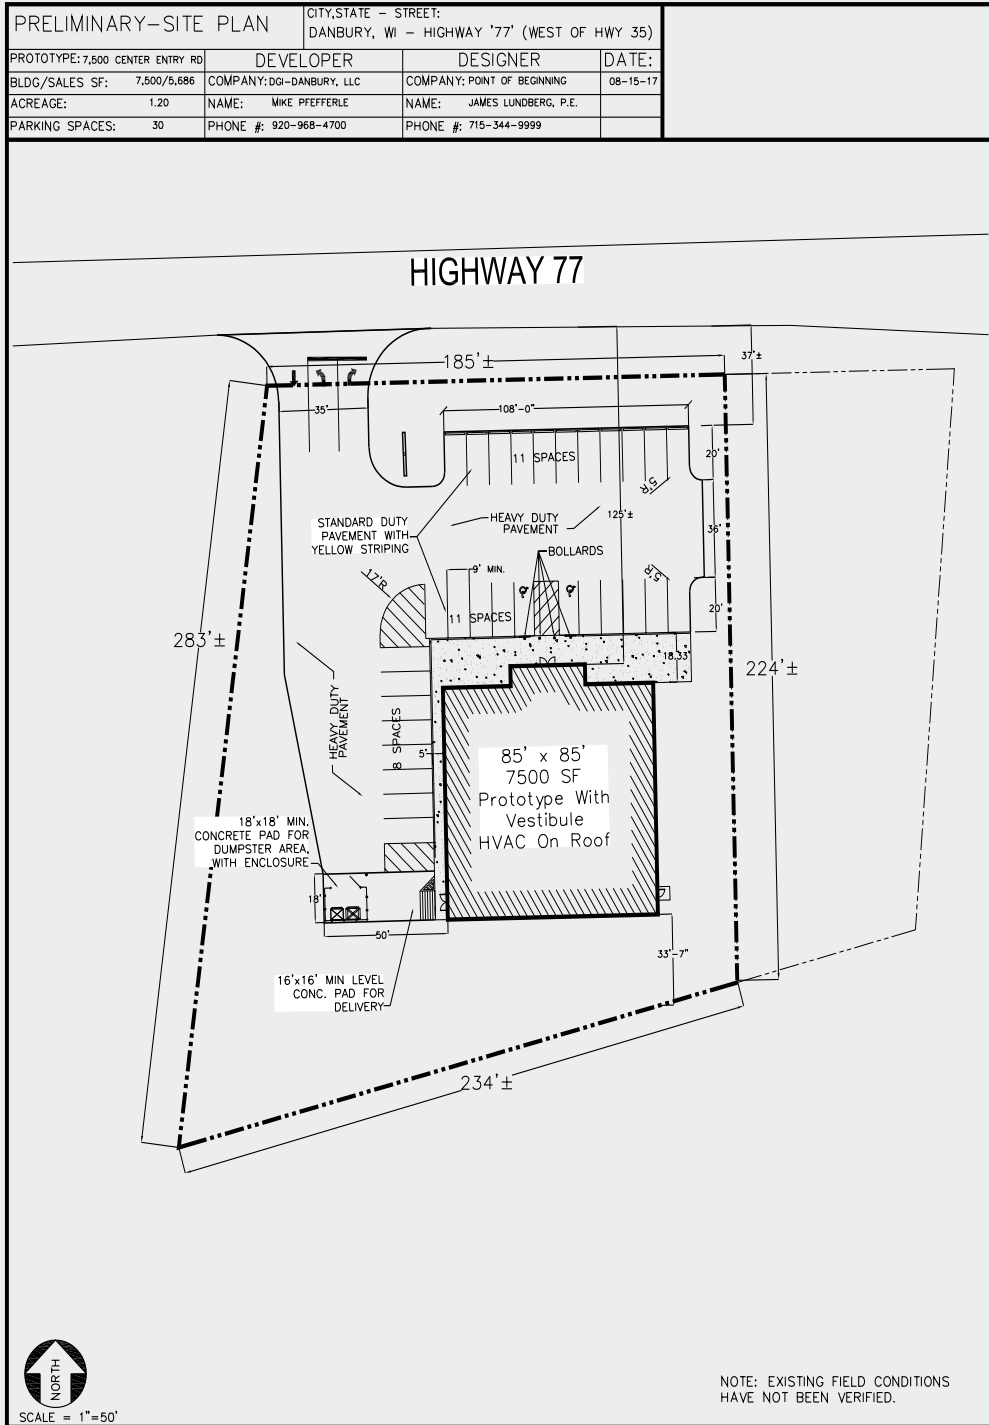 PRELIMINARY-SITE PLAN
CITY,STATE - STREET:
DANBURY, WI - HIGHWAY '77' (WEST OF HWY 35)
PROTOTYPE: 7,500 CENTER ENTRY RD
DEVELOPER
DESIGNER
DATE:
BLDG/SALES SF: 7,500/5,686
COMPANY: DGI-DANBURY, LLC
COMPANY: POINT OF BEGINNING
08-15-17
ACREAGE: 1.20
NAME: MIKE PFEFFERLE
NAME: JAMES LUNDBERG, P.E.
PARKING SPACES: 30
PHONE #: 920-968-4700
PHONE #: 715-344-9999
HIGHWAY 77
185'±
37'±
35'
108'-0"
11 SPACES
20'
5'R
STANDARD DUTY
PAVEMENT WITH
YELLOW STRIPING
HEAVY DUTY
PAVEMENT
125'±
36'
BOLLARDS
9' MIN.
5'R
17'R
11 SPACES
20'
283'±
18.33'
224'±
HEAVY DUTY
PAVEMENT
8 SPACES
5'
85' x 85'
7500 SF
Prototype With
Vestibule
HVAC On Roof
18'x18' MIN.
CONCRETE PAD FOR
DUMPSTER AREA,
WITH ENCLOSURE
18'
50'
33'-7"
16'x16' MIN LEVEL
CONC. PAD FOR
DELIVERY
234'±
NORTH
SCALE = 1"=50'
NOTE: EXISTING FIELD CONDITIONS
HAVE NOT BEEN VERIFIED.